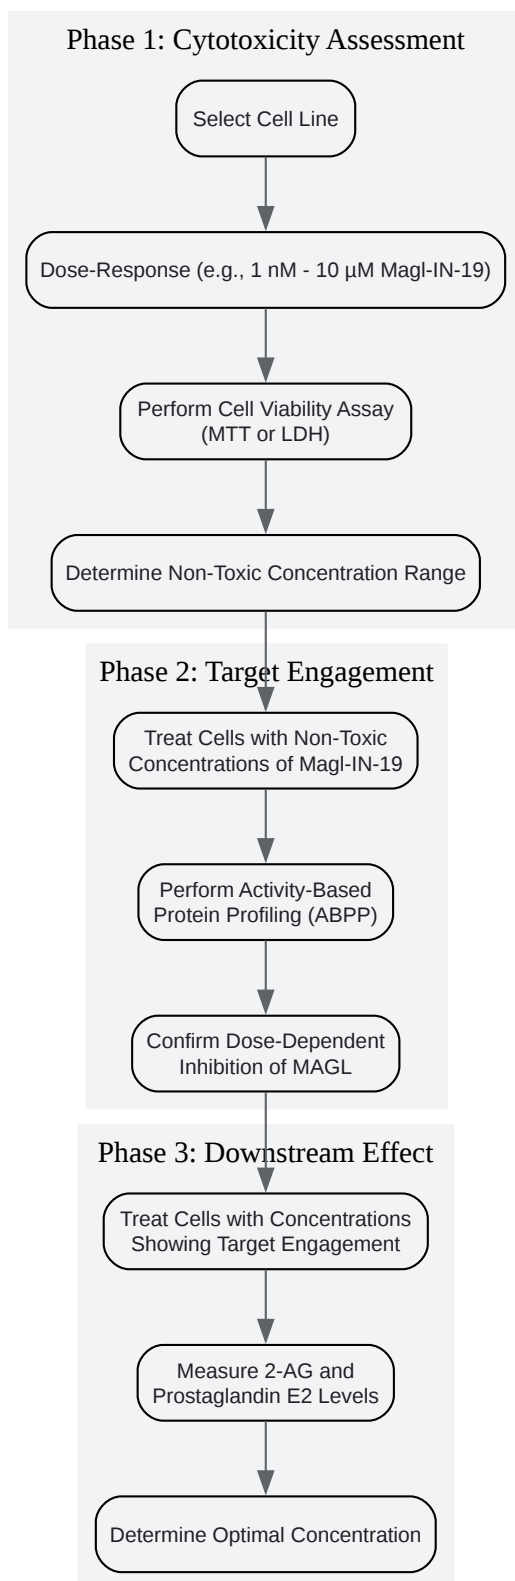 Phase 1: Cytotoxicity Assessment
Select Cell Line
Dose-Response (e.g., 1 nM - 10 µM Magl-IN-19)
Perform Cell Viability Assay
(MTT or LDH)
Determine Non-Toxic Concentration Range
Phase 2: Target Engagement
Treat Cells with Non-Toxic
Concentrations of Magl-IN-19
Perform Activity-Based
Protein Profiling (ABPP)
Confirm Dose-Dependent
Inhibition of MAGL
Phase 3: Downstream Effect
Treat Cells with Concentrations
Showing Target Engagement
Measure 2-AG and
Prostaglandin E2 Levels
Determine Optimal Concentration